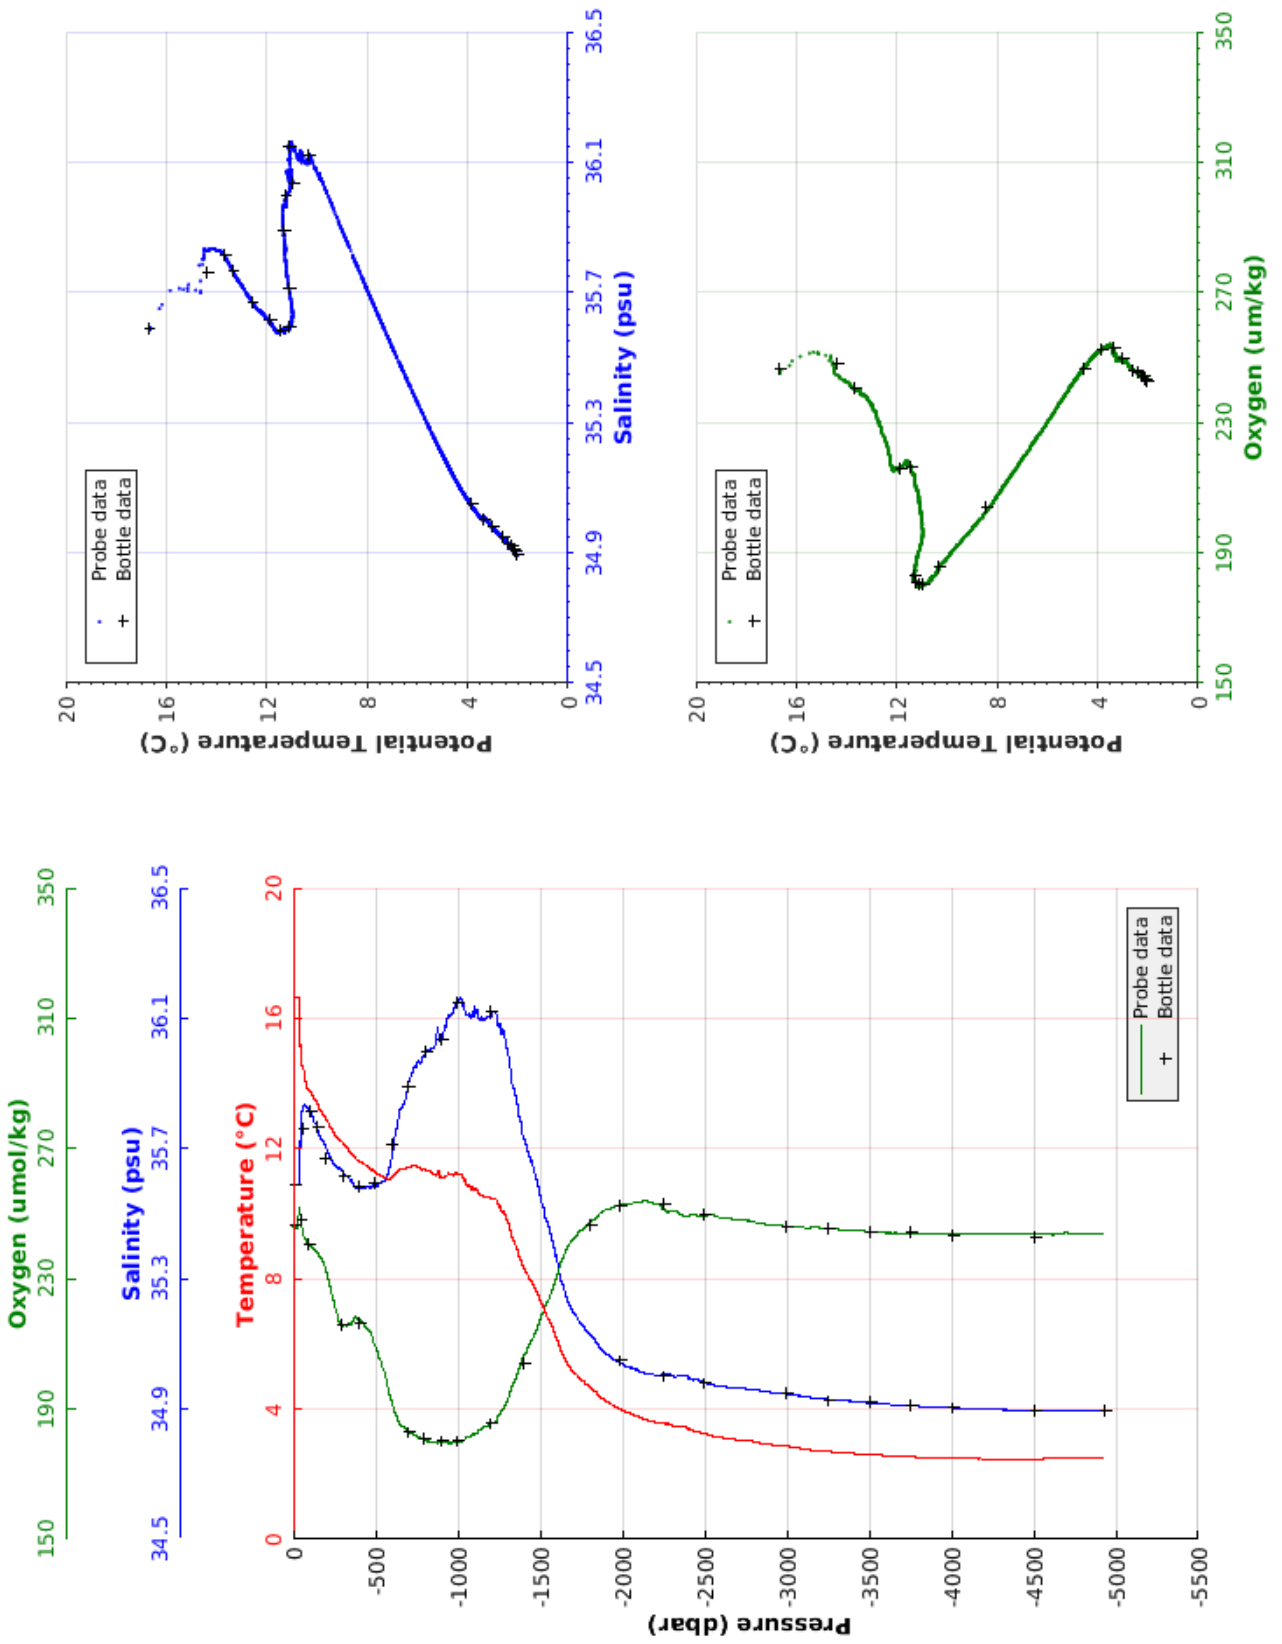 Oxygen (umol/kg)
150 190 230 270 310 350
Salinity (psu)
34.5 34.9 35.3 35.7 36.1 36.5
Temperature (°C)
0 4 8 12 16 20
Pressure (dbar)
0
-500
-1000
-1500
-2000
-2500
-3000
-3500
-4000
-4500
-5000
-5500
Probe data
Bottle data
Potential Temperature (°C)
20
16
12
8
4
0
34.5 34.9 35.3 35.7 36.1 36.5
Salinity (psu)
Probe data
Bottle data
Potential Temperature (°C)
20
16
12
8
4
0
150 190 230 270 310 350
Oxygen (um/kg)
Probe data
Bottle data